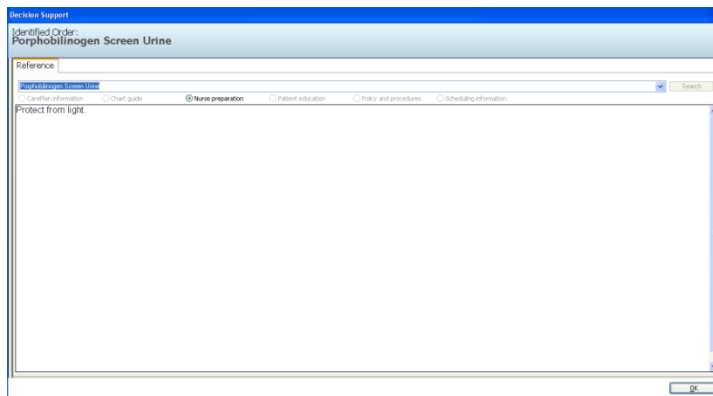 Decision Support
Identified Order:
Porphobilinogen Screen Urine
Reference
Porphobilinogen Screen Urine
Search
CarePlan information Chart guide Nurse preparation Patient education Policy and procedures Scheduling information
Protect from light.
OK